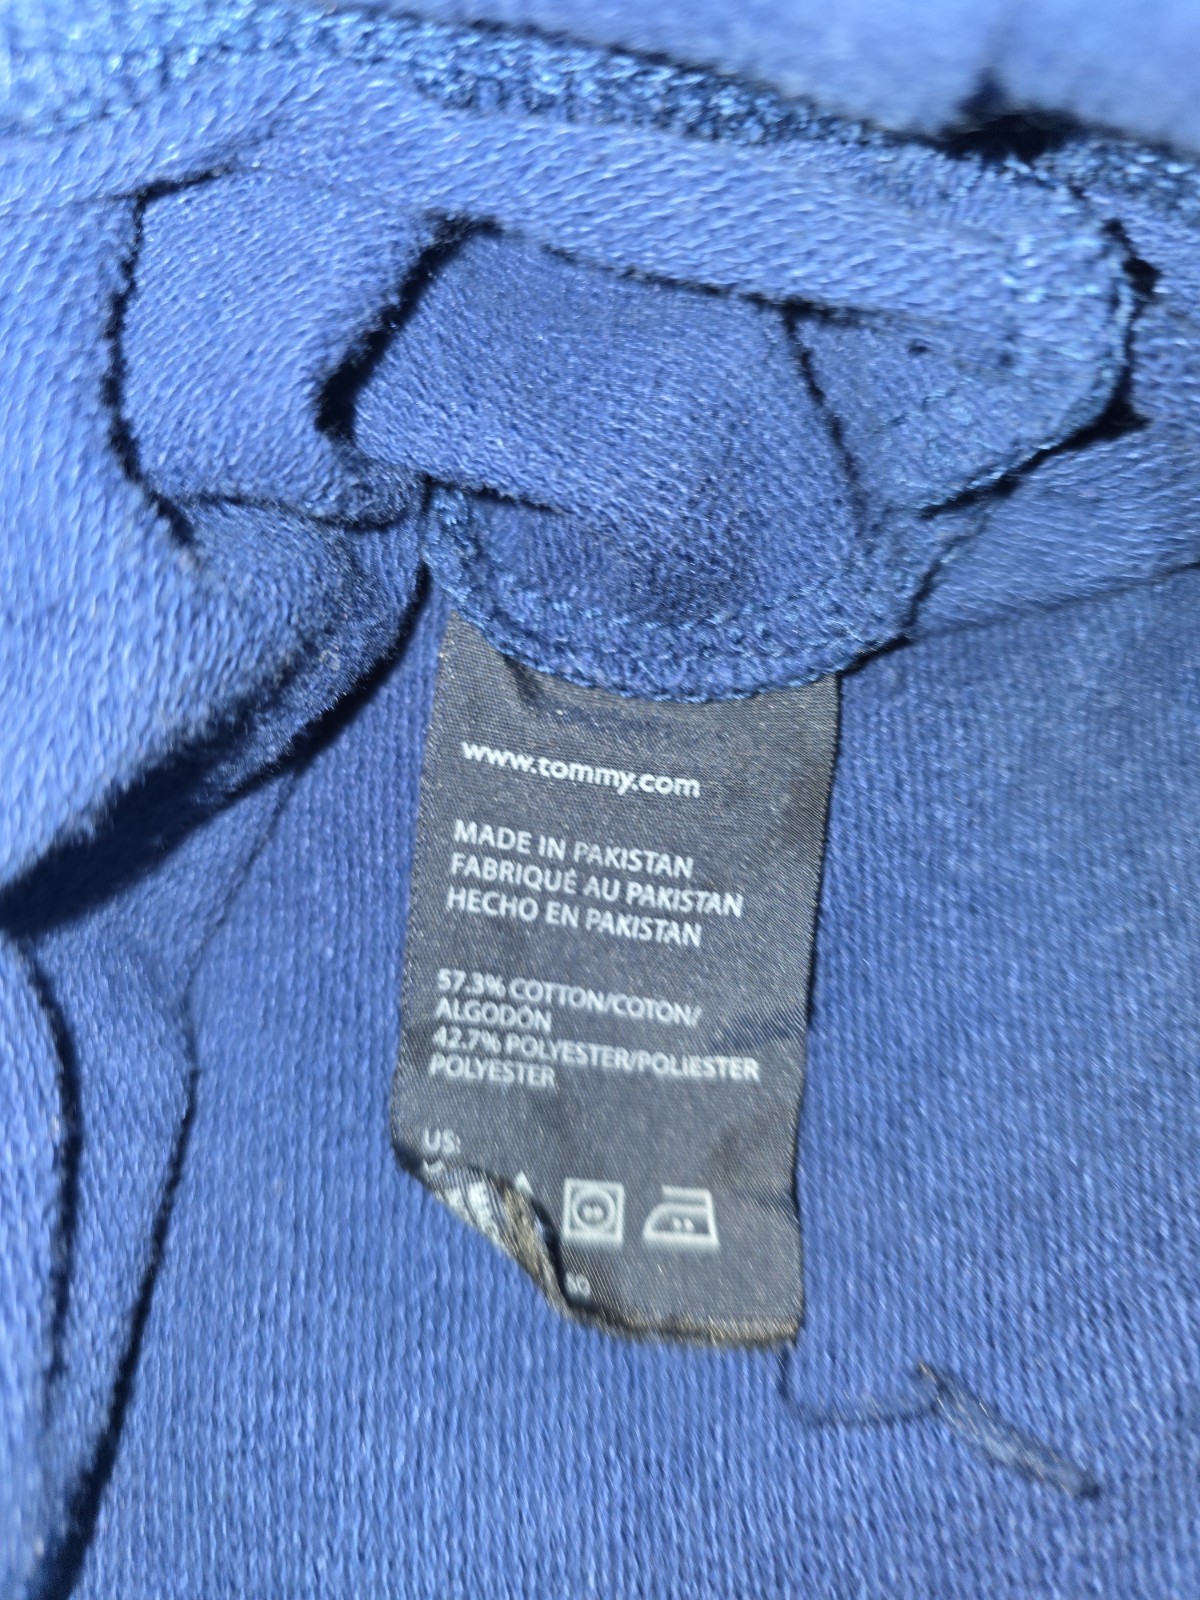 www.tommy.com
MADE IN PAKISTAN
FABRIQUÉ AU PAKISTAN
HECHO EN PAKISTAN
57.3% COTTON/COTON/
ALGODÓN
42.7% POLYESTER/POLIESTER
POLYESTER
US: